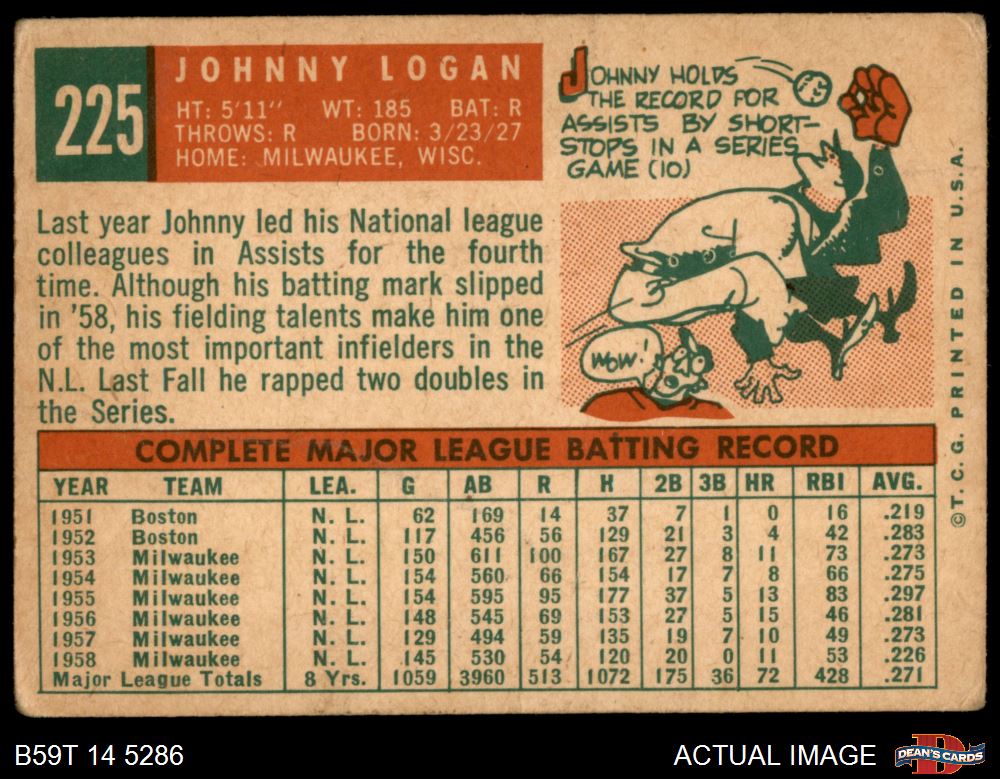 225
JOHNNY LOGAN
HT: 5'11" WT: 185 BAT: R
THROWS: R BORN: 3/23/27
HOME: MILWAUKEE, WISC.
JOHNNY HOLDS
THE RECORD FOR
ASSISTS BY SHORT-
STOPS IN A SERIES
GAME (10)
WOW!
Last year Johnny led his National league
colleagues in Assists for the fourth
time. Although his batting mark slipped
in '58, his fielding talents make him one
of the most important infielders in the
N.L. Last Fall he rapped two doubles in
the Series.
COMPLETE MAJOR LEAGUE BATTING RECORD
YEAR TEAM LEA. G AB R H 2B 3B HR RBI AVG.
1951 Boston N. L. 62 169 14 37 7 1 0 16 .219
1952 Boston N. L. 117 456 56 129 21 3 4 42 .283
1953 Milwaukee N. L. 150 611 100 167 27 8 11 73 .273
1954 Milwaukee N. L. 154 560 66 154 17 7 8 66 .275
1955 Milwaukee N. L. 154 595 95 177 37 5 13 83 .297
1956 Milwaukee N. L. 148 545 69 153 27 5 15 46 .281
1957 Milwaukee N. L. 129 494 59 135 19 7 10 49 .273
1958 Milwaukee N. L. 145 530 54 120 20 0 11 53 .226
Major League Totals 8 Yrs. 1059 3960 513 1072 175 36 72 428 .271
© T. C. G. PRINTED IN U.S.A.
B59T 14 5286
ACTUAL IMAGE
DEAN'S CARDS